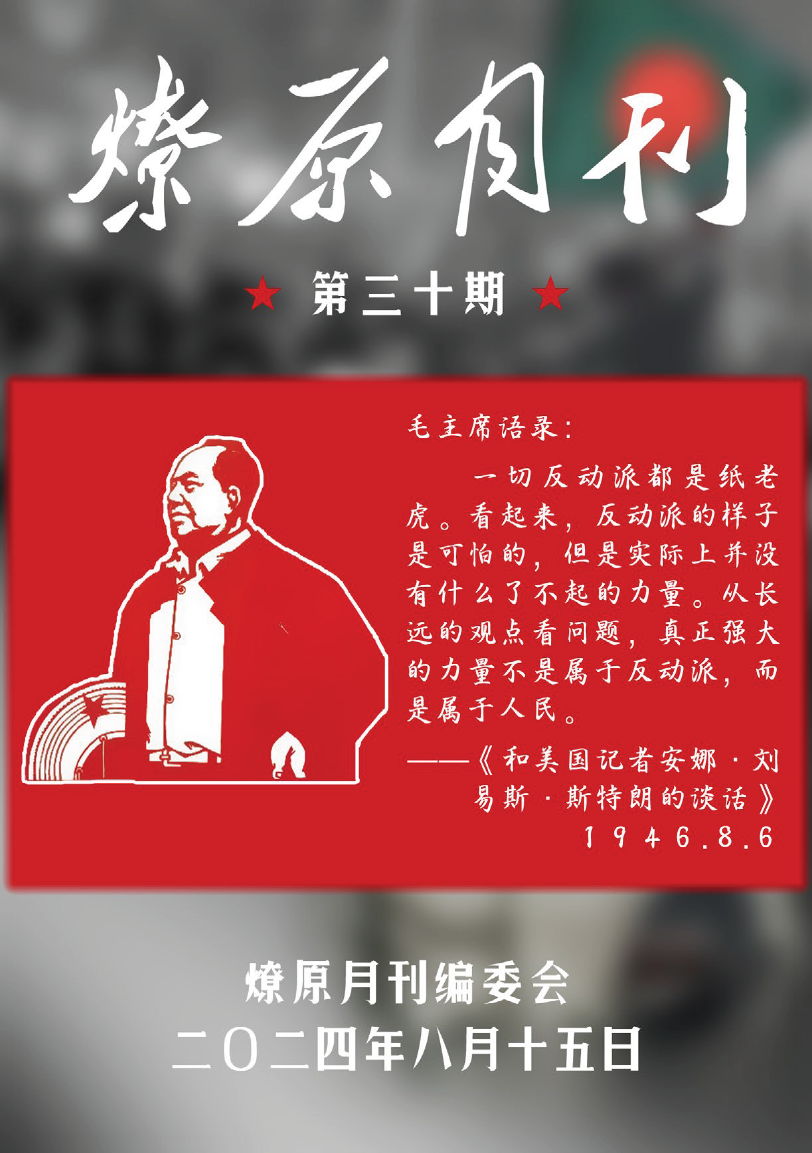 燎原月刊
★ 第三十期 ★
毛主席语录：
一切反动派都是纸老
虎。看起来，反动派的样子
是可怕的，但是实际上并没
有什么了不起的力量。从长
远的观点看问题，真正强大
的力量不是属于反动派，而
是属于人民。
——《和美国记者安娜·刘
易斯·斯特朗的谈话》
1946.8.6
燎原月刊编委会
二〇二四年八月十五日